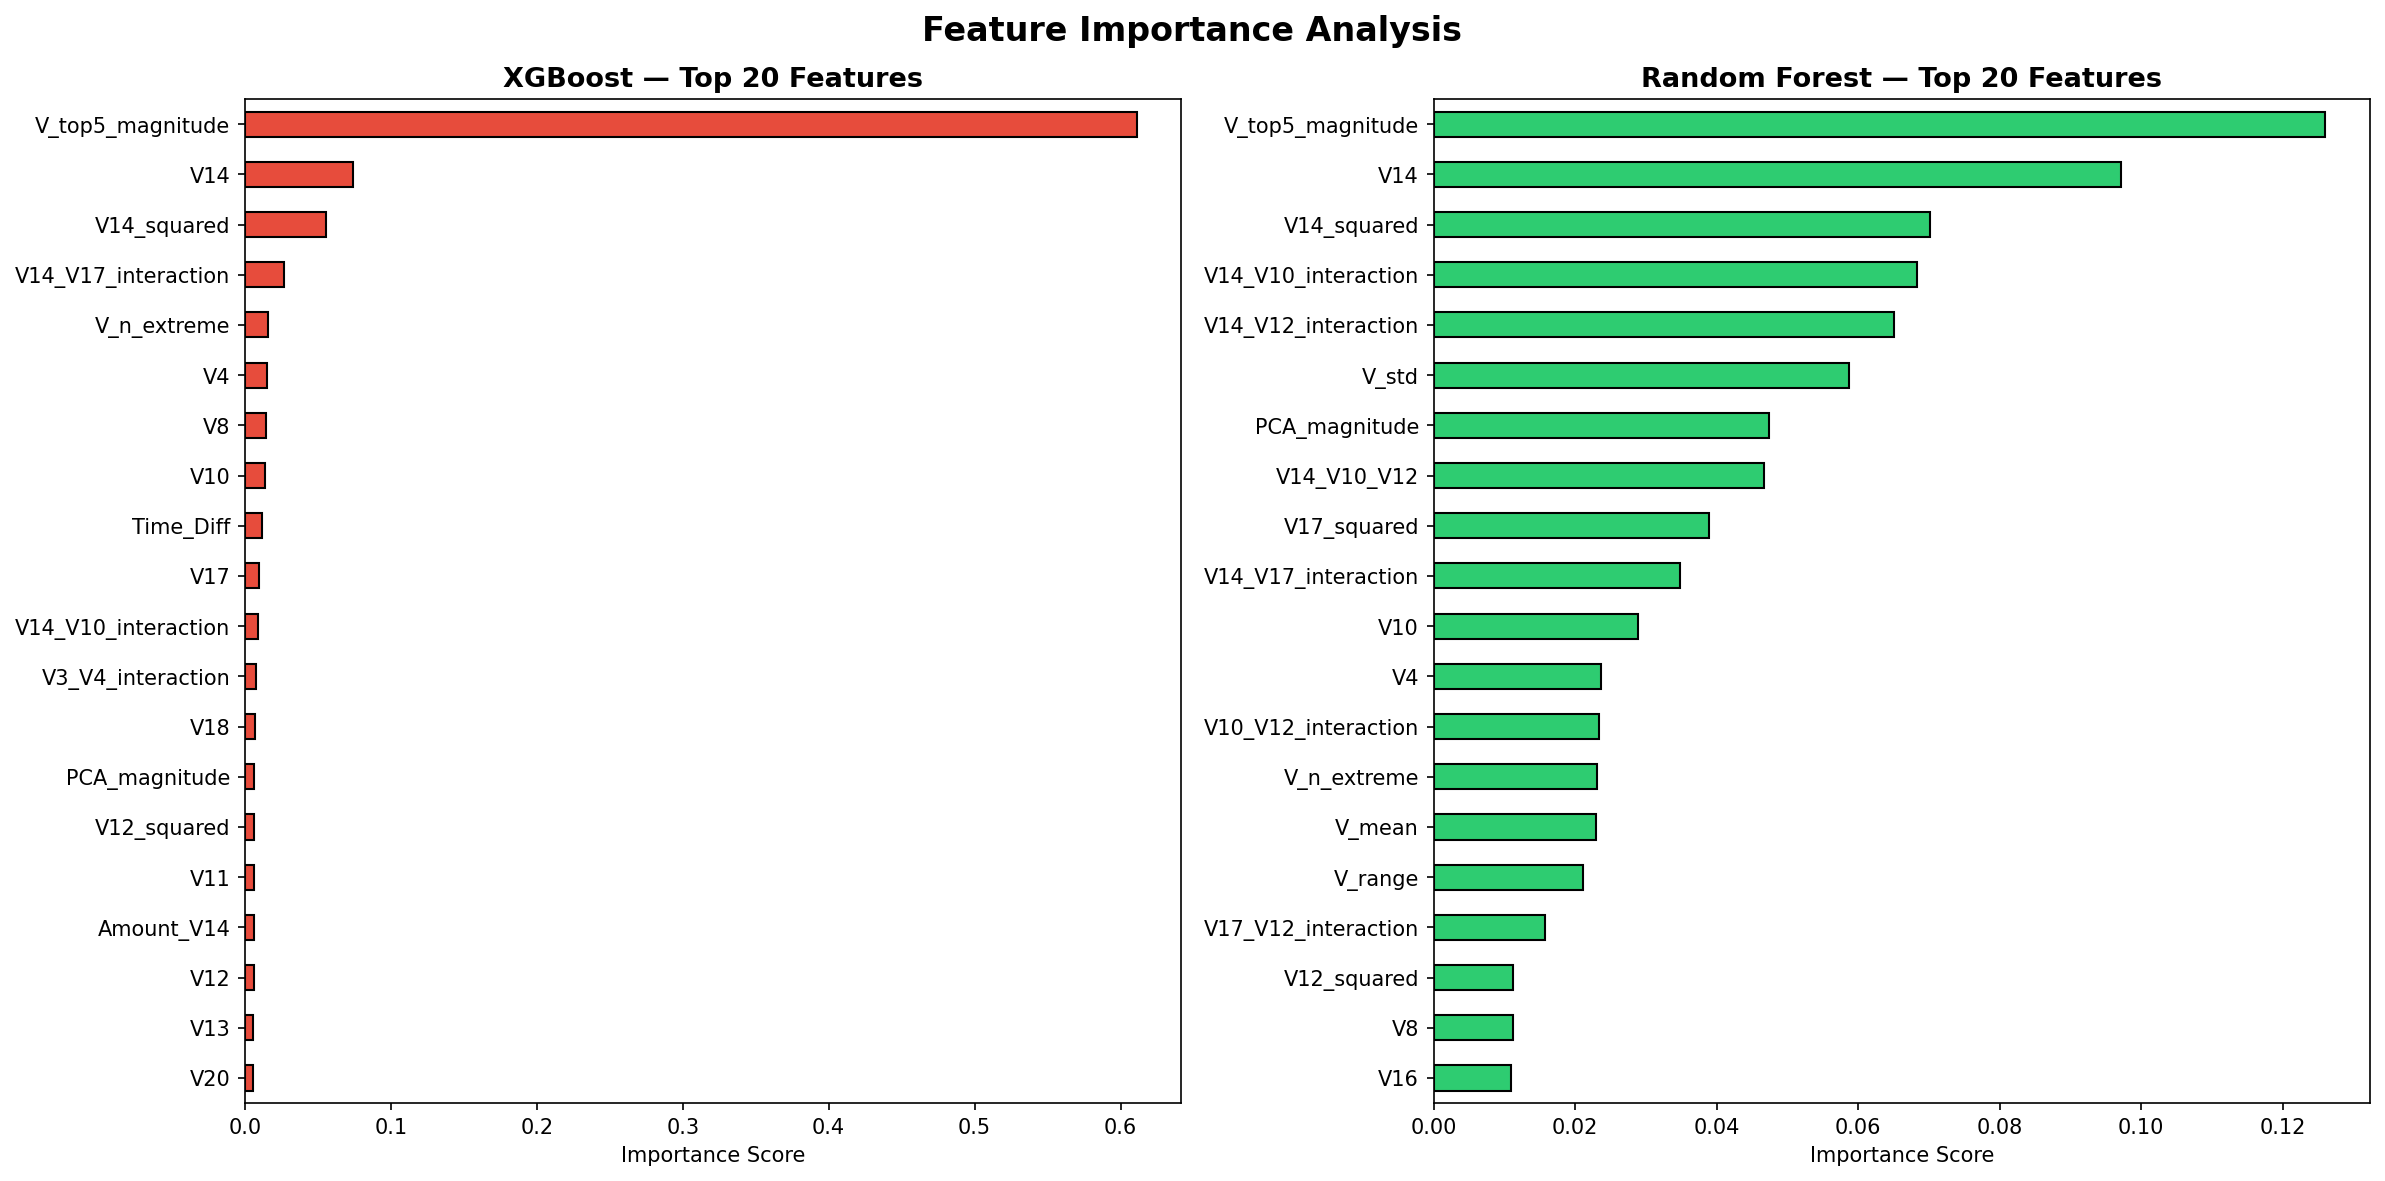 Feature Importance Analysis
XGBoost — Top 20 Features
V_top5_magnitude
V14
V14_squared
V14_V17_interaction
V_n_extreme
V4
V8
V10
Time_Diff
V17
V14_V10_interaction
V3_V4_interaction
V18
PCA_magnitude
V12_squared
V11
Amount_V14
V12
V13
V20
0.0 0.1 0.2 0.3 0.4 0.5 0.6
Importance Score
Random Forest — Top 20 Features
V_top5_magnitude
V14
V14_squared
V14_V10_interaction
V14_V12_interaction
V_std
PCA_magnitude
V14_V10_V12
V17_squared
V14_V17_interaction
V10
V4
V10_V12_interaction
V_n_extreme
V_mean
V_range
V17_V12_interaction
V12_squared
V8
V16
0.00 0.02 0.04 0.06 0.08 0.10 0.12
Importance Score